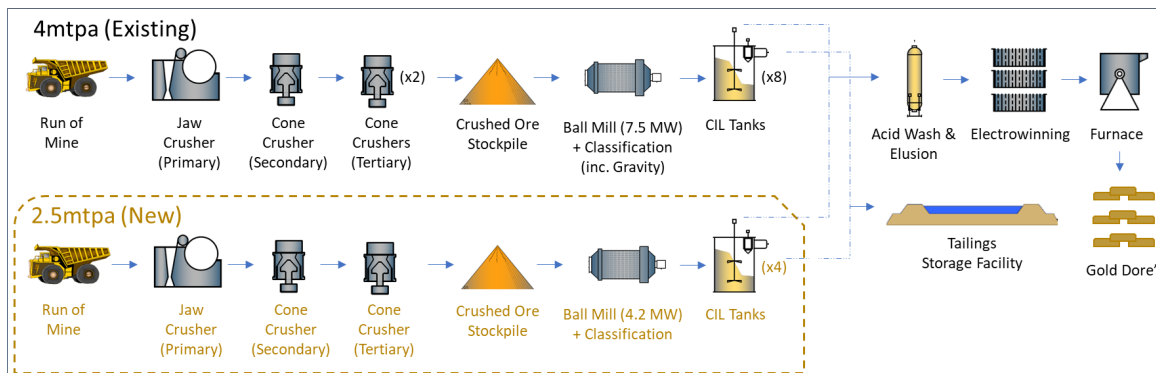 4mtpa (Existing)
Run of
Mine
Jaw
Crusher
(Primary)
Cone
Crusher
(Secondary)
(x2)
Cone
Crushers
(Tertiary)
Crushed Ore
Stockpile
Ball Mill (7.5 MW)
+ Classification
(inc. Gravity)
(x8)
CIL Tanks
Acid Wash &
Elusion
Electrowinning
Furnace
Tailings
Storage Facility
Gold Dore'
2.5mtpa (New)
Run of
Mine
Jaw
Crusher
(Primary)
Cone
Crusher
(Secondary)
Cone
Crusher
(Tertiary)
Crushed Ore
Stockpile
Ball Mill (4.2 MW)
+ Classification
(x4)
CIL Tanks